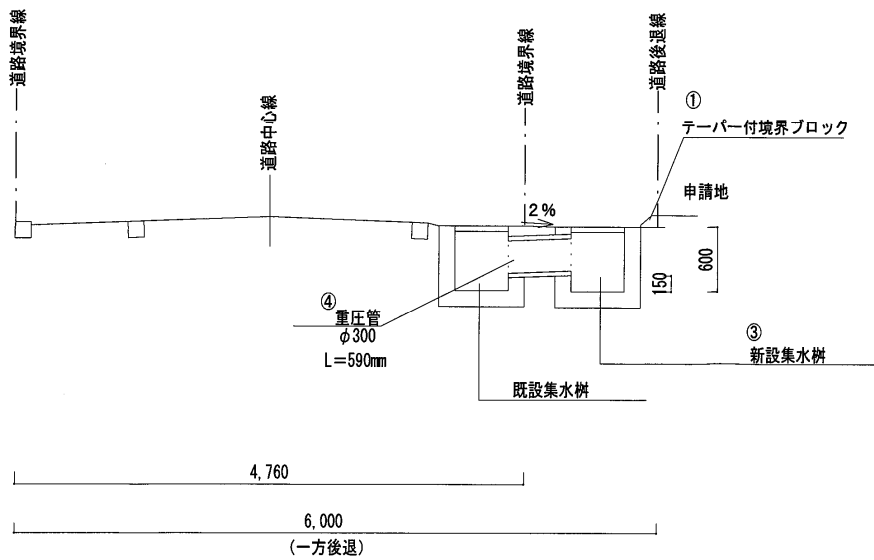 道路境界線
道路中心線
道路境界線
道路後退線
①
テーパー付境界ブロック
申請地
2%
600
150
④
重圧管
φ300
L=590mm
③
新設集水桝
既設集水桝
4,760
6,000
(一方後退)